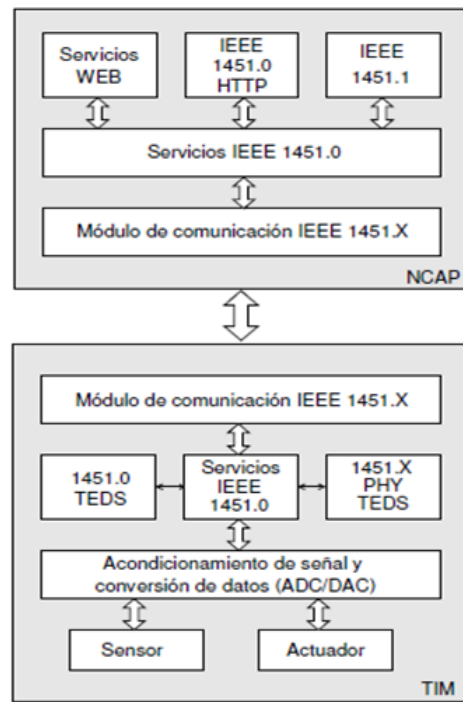 Servicios
WEB
IEEE
1451.0
HTTP
IEEE
1451.1
Servicios IEEE 1451.0
Módulo de comunicación IEEE 1451.X
NCAP
Módulo de comunicación IEEE 1451.X
1451.0
TEDS
Servicios
IEEE
1451.0
1451.X
PHY
TEDS
Acondicionamiento de señal y
conversión de datos (ADC/DAC)
Sensor
Actuador
TIM